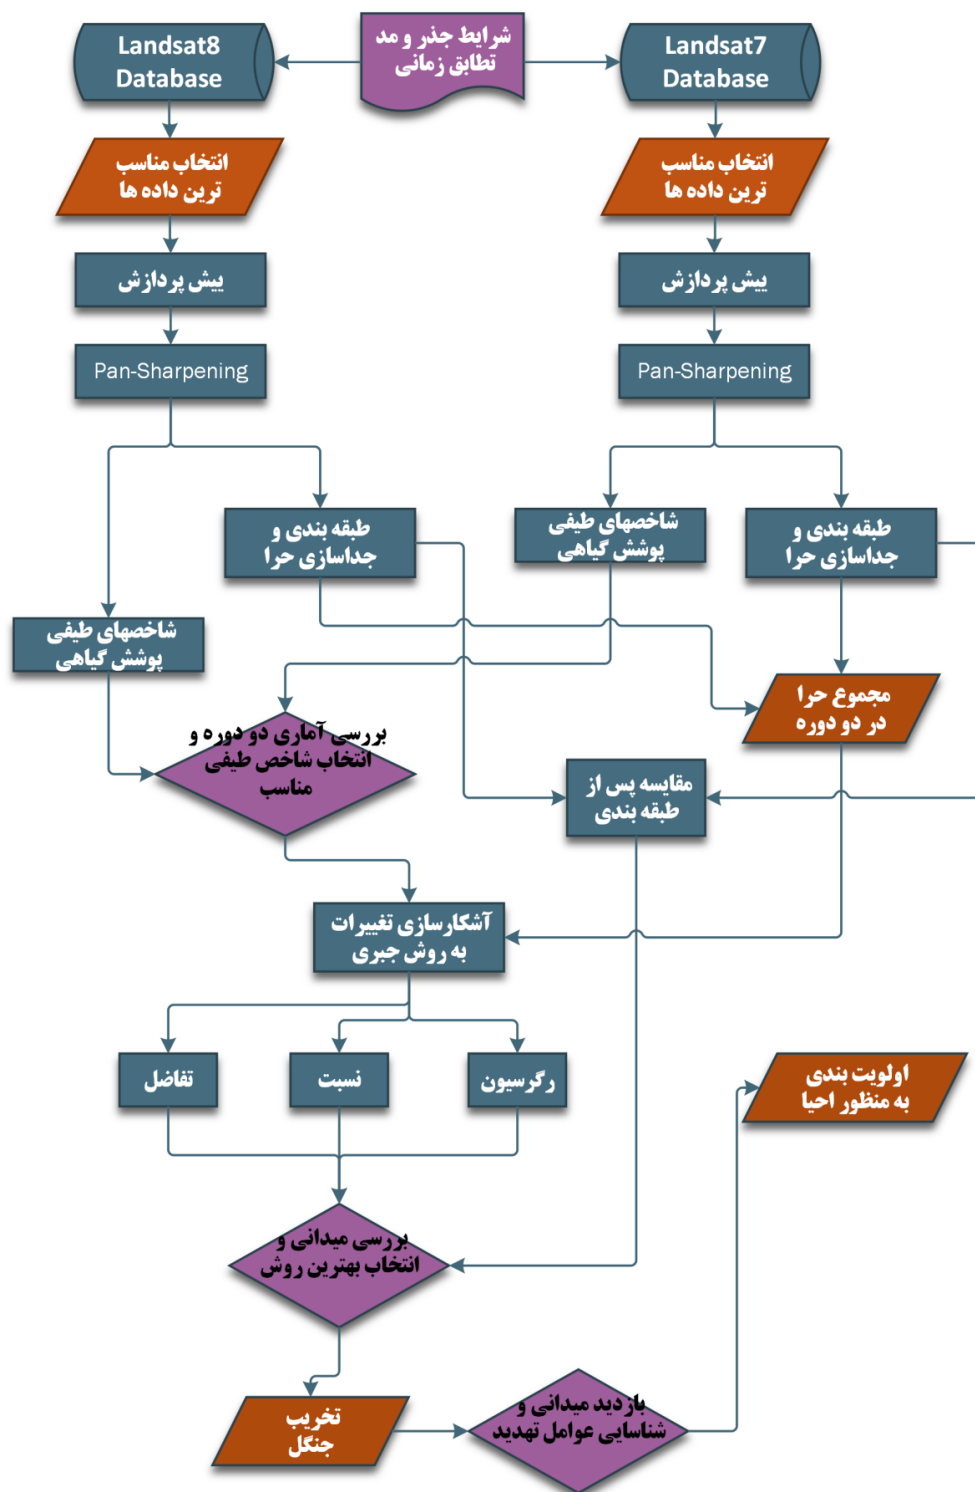 Landsat8
Database
شرایط جذر و مد
تطابق زمانی
Landsat7
Database
انتخاب مناسب
ترین داده ها
انتخاب مناسب
ترین داده ها
پیش پردازش
پیش پردازش
Pan-Sharpening
Pan-Sharpening
طبقه بندی و
جداسازی حرا
شاخصهای طیفی
پوشش گیاهی
طبقه بندی و
جداسازی حرا
شاخصهای طیفی
پوشش گیاهی
مجموع حرا
در دو دوره
بررسی آماری دو دوره و
انتخاب شاخص طیفی
مناسب
مقایسه پس از
طبقه بندی
آشکارسازی تغییرات
به روش جبری
تفاضل
نسبت
رگرسیون
اولویت بندی
به منظور احیا
بررسی میدانی و
انتخاب بهترین روش
تخریب
جنگل
بازدید میدانی و
شناسایی عوامل تهدید